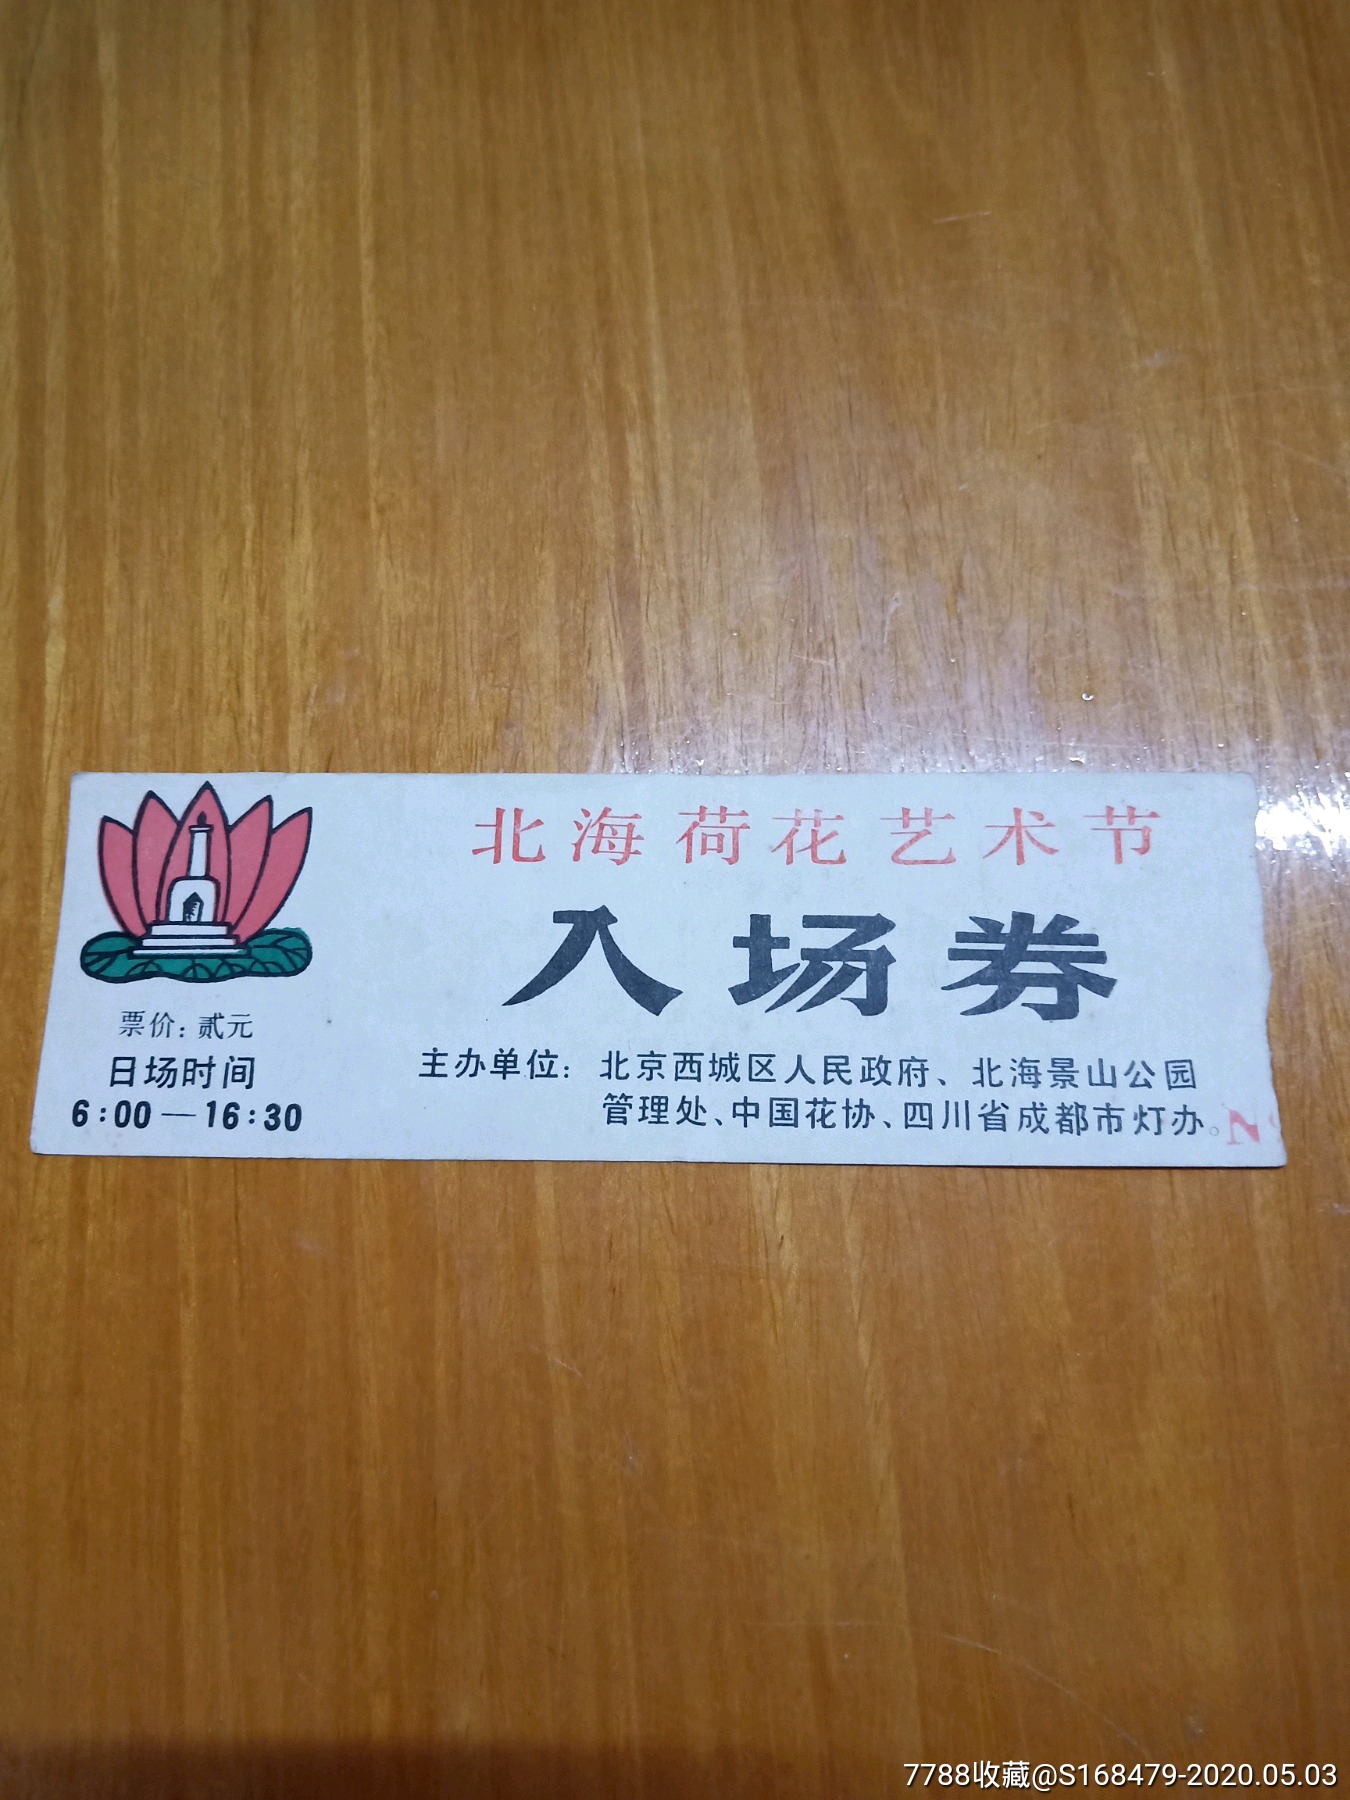 北海荷花艺术节
入场券
票价：贰元
日场时间
6:00—16:30
主办单位：北京西城区人民政府、北海景山公园
管理处、中国花协、四川省成都市灯办。
N
7788收藏@S168479-2020.05.03